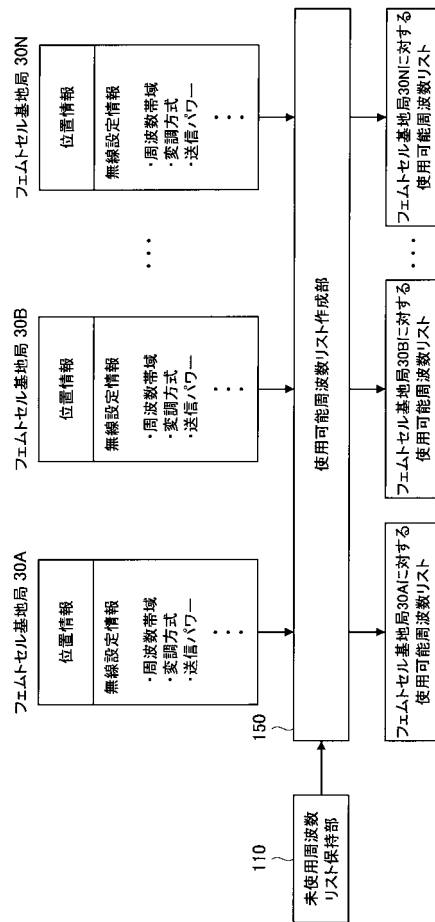 フェムトセル基地局 30A
位置情報
無線設定情報
・周波数帯域
・変調方式
・送信パワー
⋮
フェムトセル基地局 30B
位置情報
無線設定情報
・周波数帯域
・変調方式
・送信パワー
⋮
・・・
フェムトセル基地局 30N
位置情報
無線設定情報
・周波数帯域
・変調方式
・送信パワー
⋮
110
未使用周波数
リスト保持部
150
使用可能周波数リスト作成部
フェムトセル基地局30Aに対する
使用可能周波数リスト
フェムトセル基地局30Bに対する
使用可能周波数リスト
・・・
フェムトセル基地局30Nに対する
使用可能周波数リスト